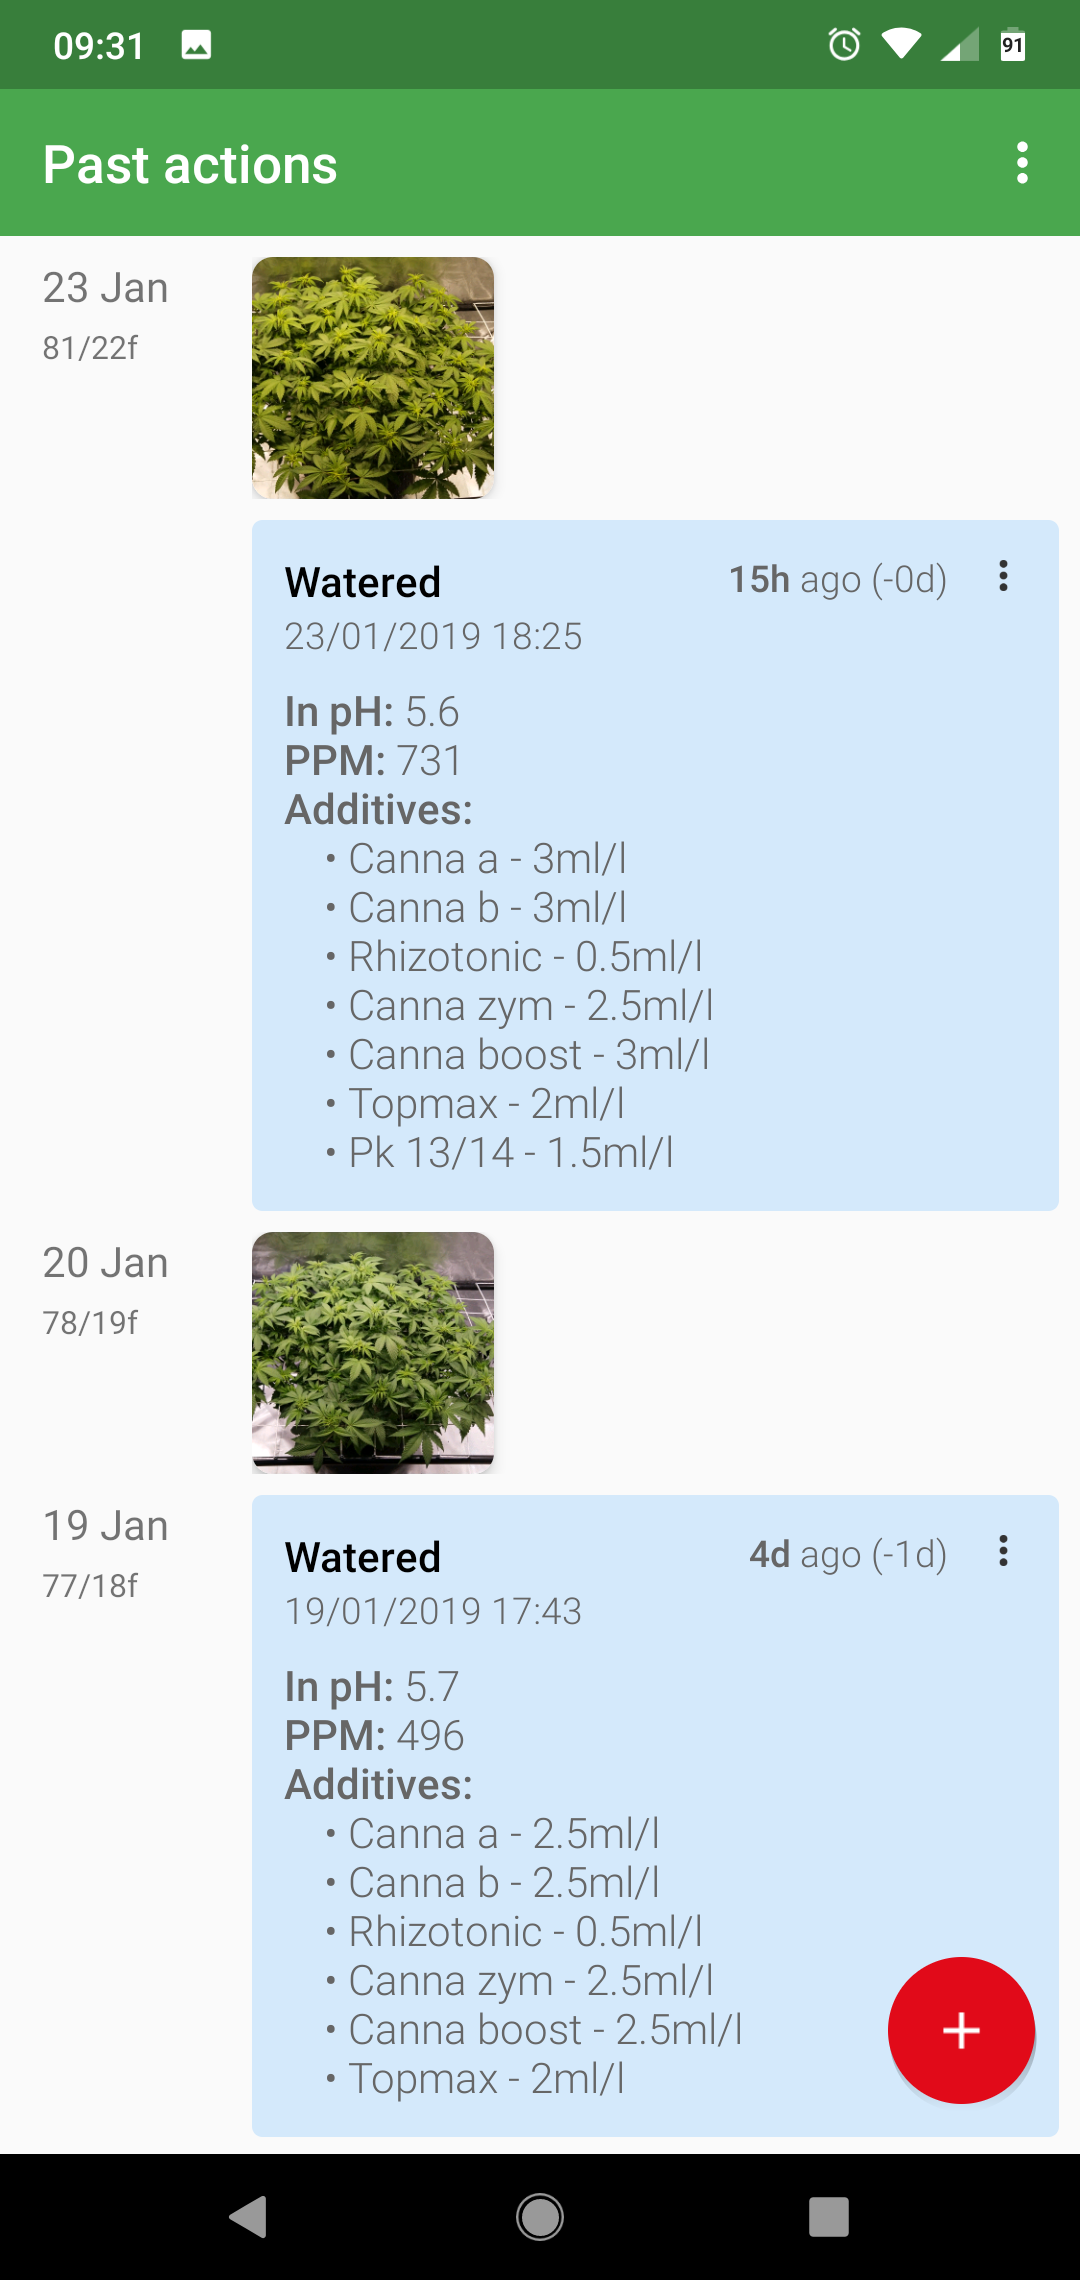 09:31
91
Past actions
23 Jan
81/22f
Watered
15h ago (-0d)
23/01/2019 18:25
In pH: 5.6
PPM: 731
Additives:
• Canna a - 3ml/l
• Canna b - 3ml/l
• Rhizotonic - 0.5ml/l
• Canna zym - 2.5ml/l
• Canna boost - 3ml/l
• Topmax - 2ml/l
• Pk 13/14 - 1.5ml/l
20 Jan
78/19f
19 Jan
77/18f
Watered
4d ago (-1d)
19/01/2019 17:43
In pH: 5.7
PPM: 496
Additives:
• Canna a - 2.5ml/l
• Canna b - 2.5ml/l
• Rhizotonic - 0.5ml/l
• Canna zym - 2.5ml/l
• Canna boost - 2.5ml/l
• Topmax - 2ml/l